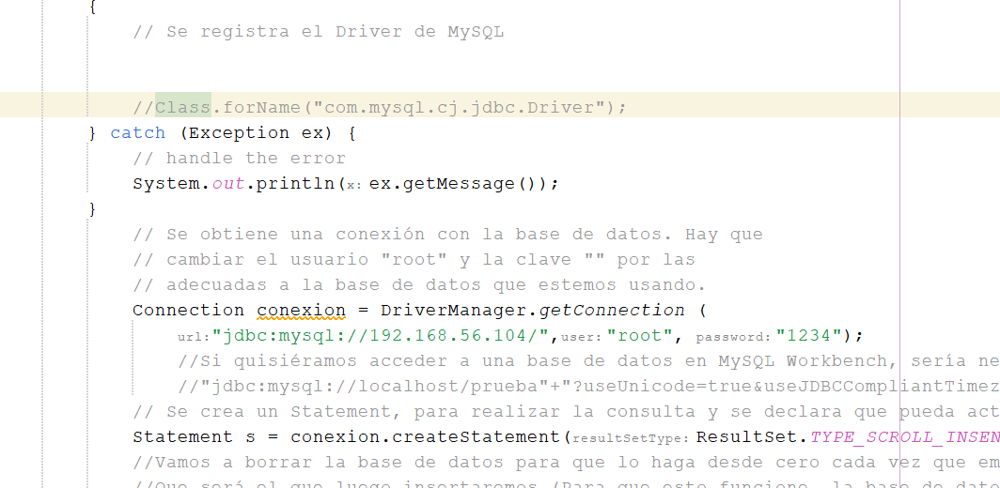 {
// Se registra el Driver de MySQL
//Class.forName("com.mysql.cj.jdbc.Driver");
} catch (Exception ex) {
// handle the error
System.out.println(x: ex.getMessage());
}
// Se obtiene una conexión con la base de datos. Hay que
// cambiar el usuario "root" y la clave "" por las
// adecuadas a la base de datos que estemos usando.
Connection conexion = DriverManager.getConnection (
url:"jdbc:mysql://192.168.56.104/",user:"root", password:"1234");
//Si quisiéramos acceder a una base de datos en MySQL Workbench, sería ne
//"jdbc:mysql://localhost/prueba"+"?useUnicode=true&useJDBCCompliantTimez
// Se crea un Statement, para realizar la consulta y se declara que pueda act
Statement s = conexion.createStatement(resultSetType: ResultSet.TYPE_SCROLL_INSEN
//Vamos a borrar la base de datos para que lo haga desde cero cada vez que em
//Que será el que luego insertaremos (Para que esto funcione, la base de dat